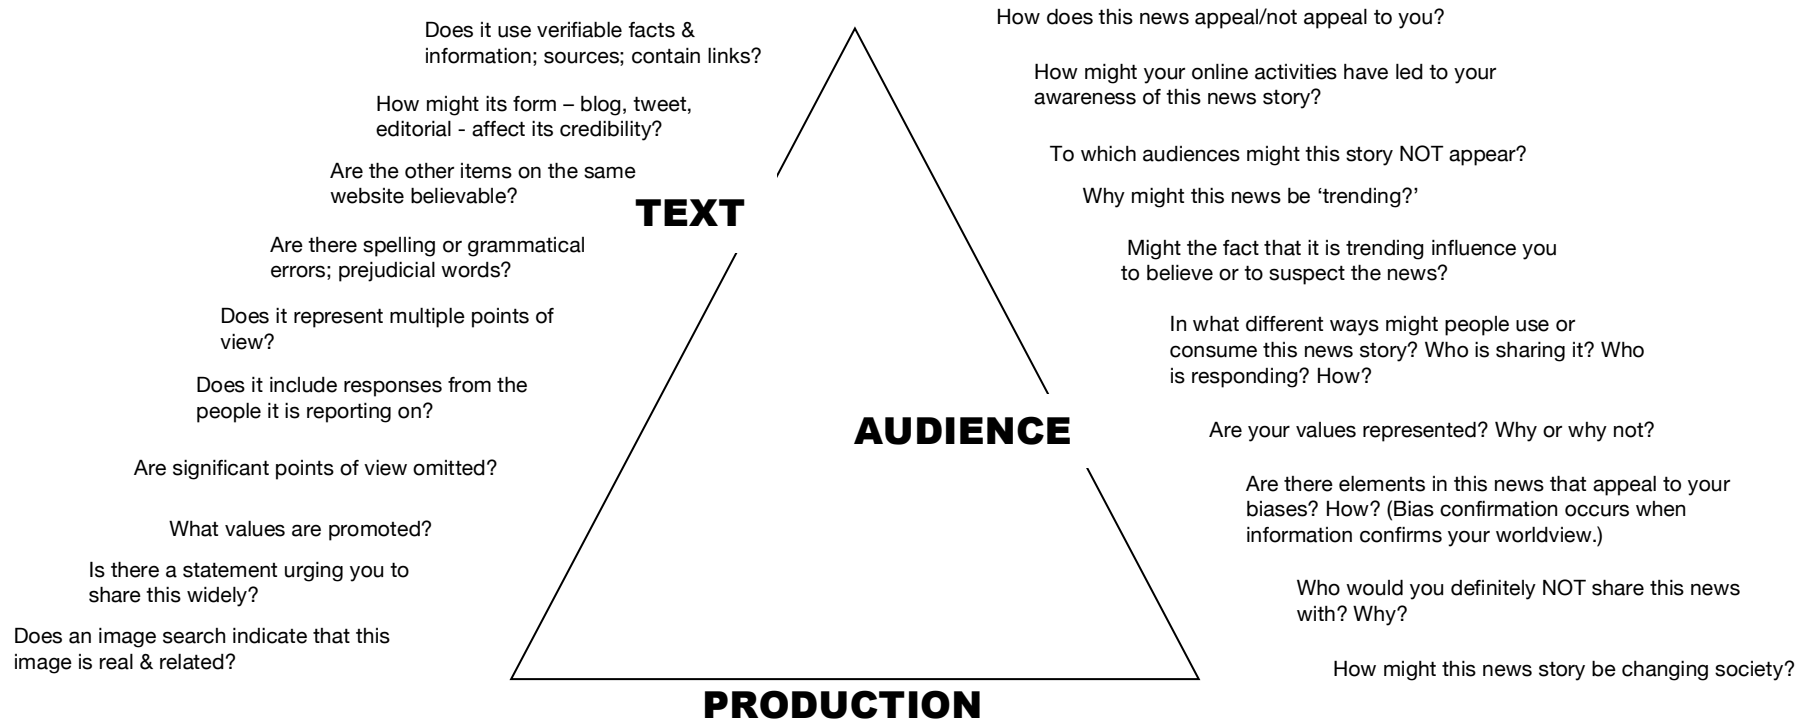 Does it use verifiable facts &
information; sources; contain links?
How might its form – blog, tweet,
editorial - affect its credibility?
Are the other items on the same
website believable?
TEXT
Are there spelling or grammatical
errors; prejudicial words?
Does it represent multiple points of
view?
Does it include responses from the
people it is reporting on?
Are significant points of view omitted?
What values are promoted?
Is there a statement urging you to
share this widely?
Does an image search indicate that this
image is real & related?
How does this news appeal/not appeal to you?
How might your online activities have led to your
awareness of this news story?
To which audiences might this story NOT appear?
Why might this news be ‘trending?’
Might the fact that it is trending influence you
to believe or to suspect the news?
In what different ways might people use or
consume this news story? Who is sharing it? Who
is responding? How?
AUDIENCE
Are your values represented? Why or why not?
Are there elements in this news that appeal to your
biases? How? (Bias confirmation occurs when
information confirms your worldview.)
Who would you definitely NOT share this news
with? Why?
How might this news story be changing society?
PRODUCTION